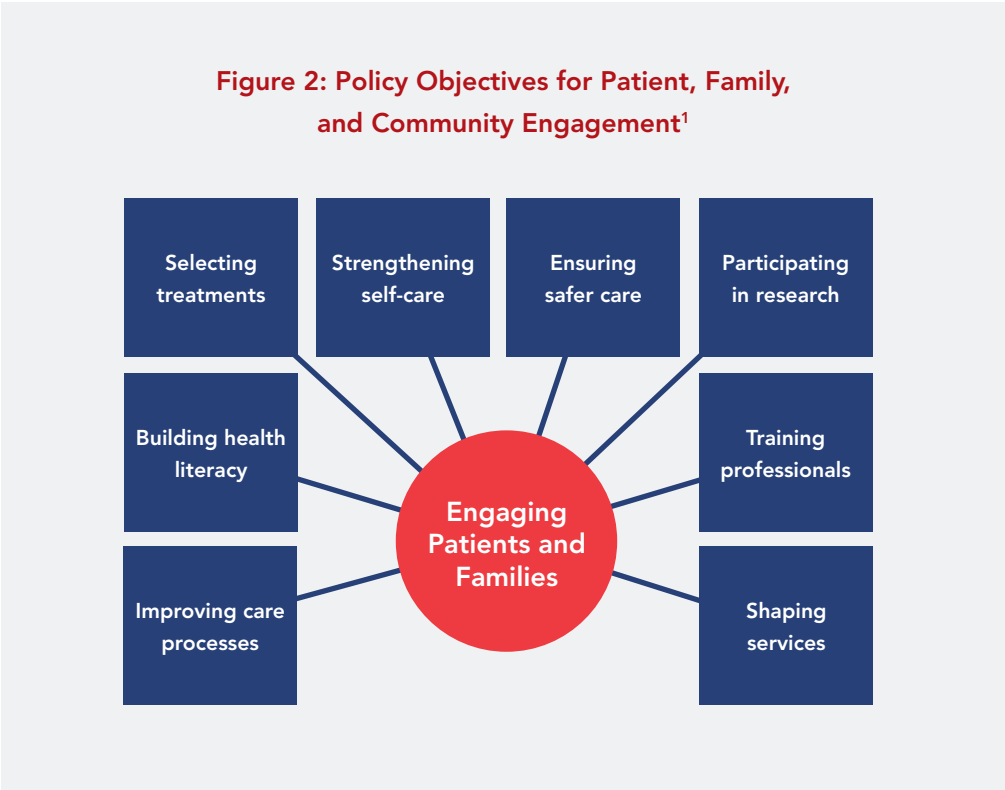 Figure 2: Policy Objectives for Patient, Family,
and Community Engagement¹
Selecting
treatments
Strengthening
self-care
Ensuring
safer care
Participating
in research
Building health
literacy
Training
professionals
Engaging
Patients and
Families
Improving care
processes
Shaping
services